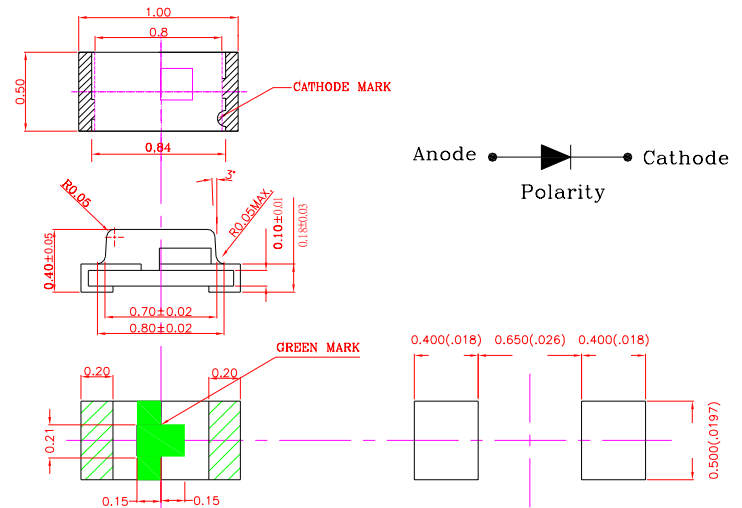 1.00
0.8
0.50
CATHODE MARK
0.84
Anode
Cathode
Polarity
R0.05
3°
R0.05MAX.
0.10±0.01
0.18±0.03
0.40±0.05
0.70±0.02
0.80±0.02
GREEN MARK
0.400(.018)
0.650(.026)
0.400(.018)
0.20
0.20
0.21
0.500(.0197)
0.15
0.15